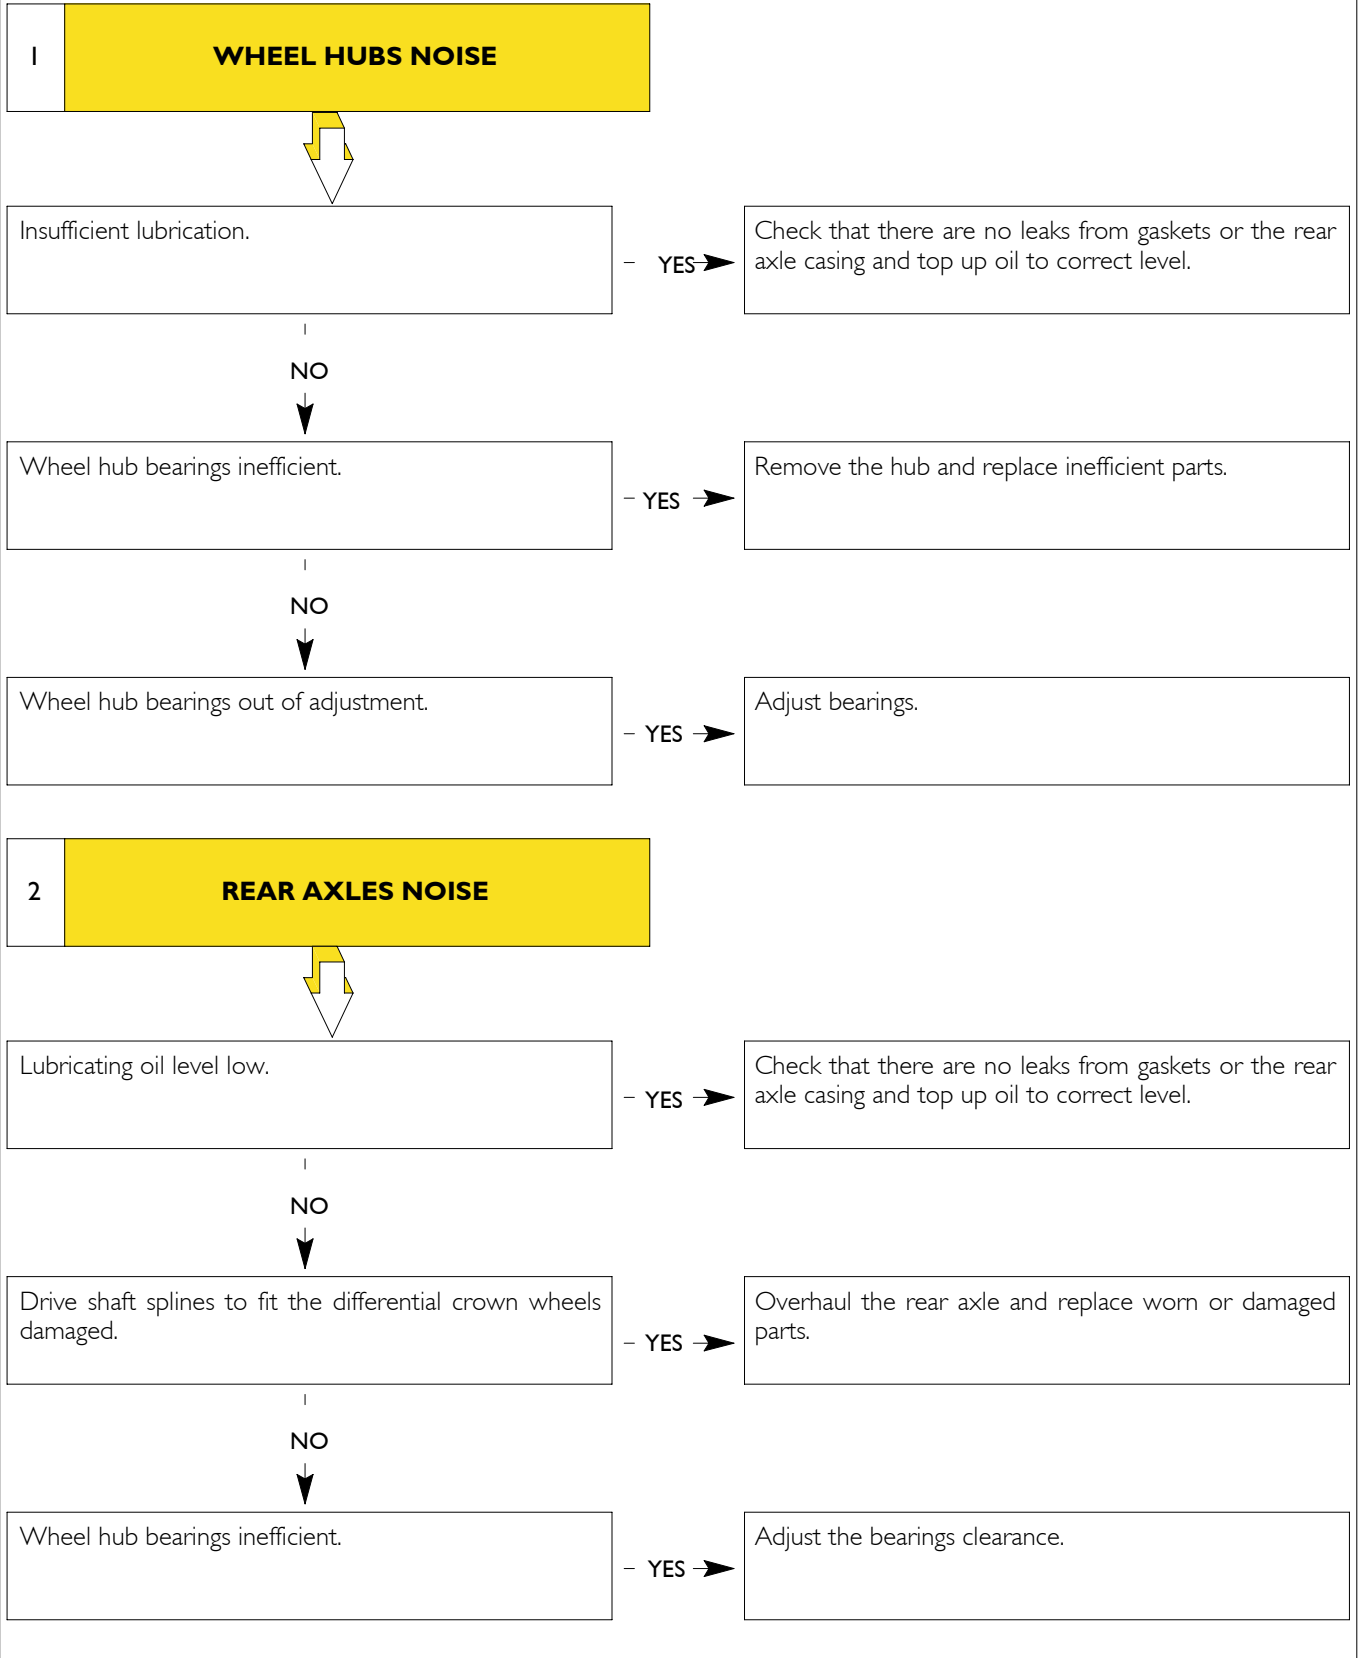 1
WHEEL HUBS NOISE
Insufficient lubrication.
YES
Check that there are no leaks from gaskets or the rear
axle casing and top up oil to correct level.
NO
Wheel hub bearings inefficient.
YES
Remove the hub and replace inefficient parts.
NO
Wheel hub bearings out of adjustment.
YES
Adjust bearings.
2
REAR AXLES NOISE
Lubricating oil level low.
YES
Check that there are no leaks from gaskets or the rear
axle casing and top up oil to correct level.
NO
Drive shaft splines to fit the differential crown wheels
damaged.
YES
Overhaul the rear axle and replace worn or damaged
parts.
NO
Wheel hub bearings inefficient.
YES
Adjust the bearings clearance.